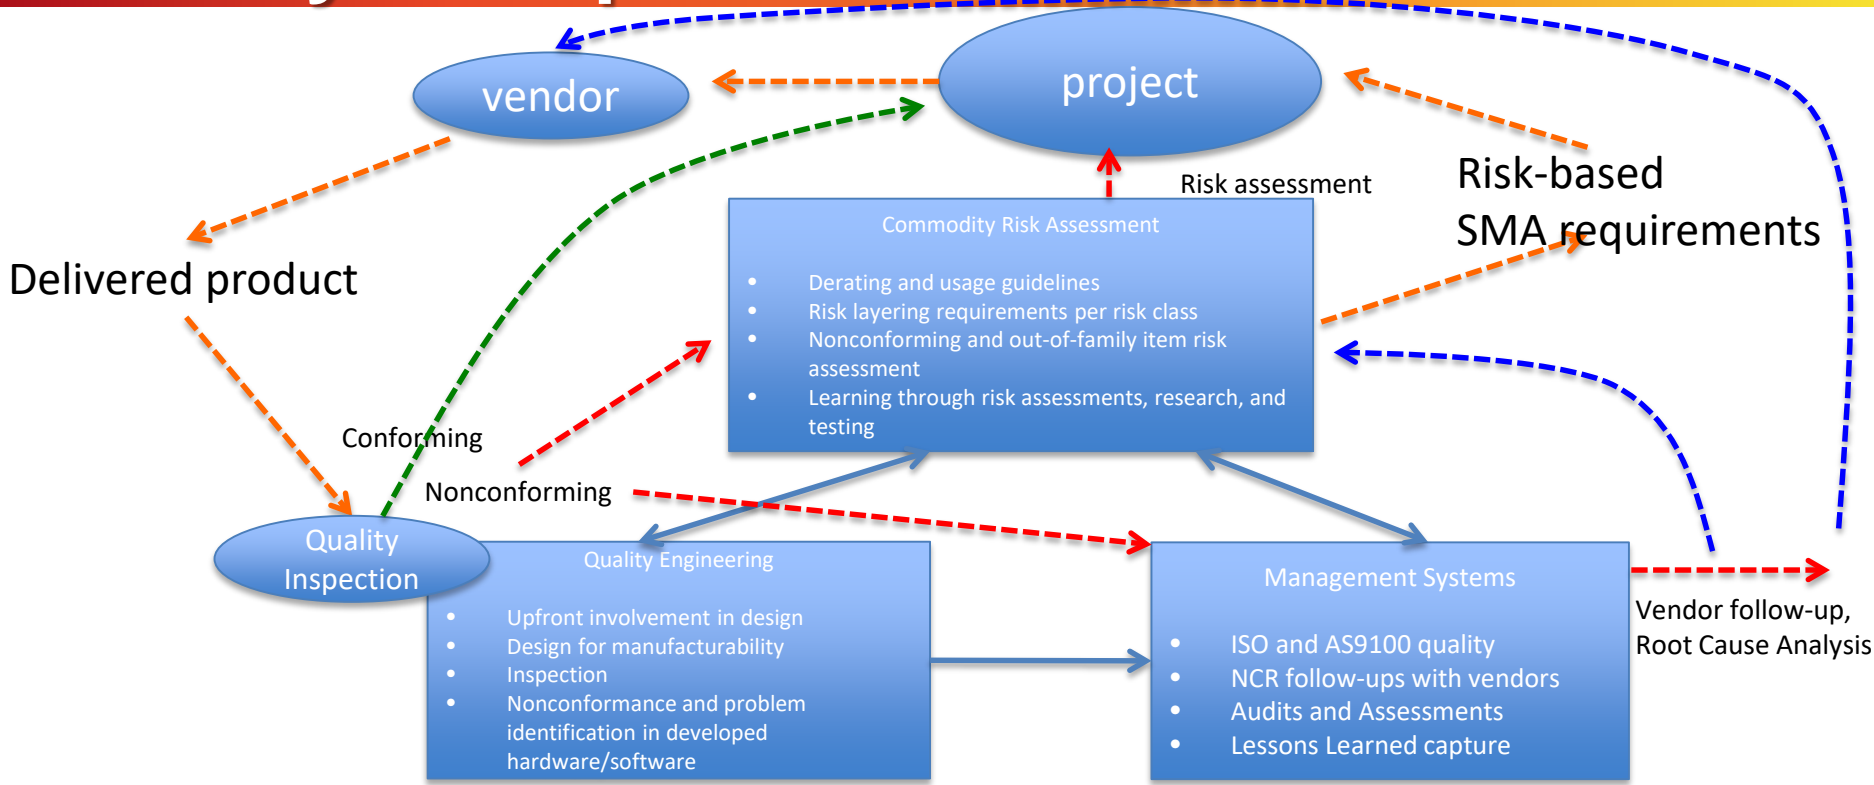 vendor
project
Risk assessment
Risk-based
SMA requirements
Delivered product
Commodity Risk Assessment
• Derating and usage guidelines
• Risk layering requirements per risk class
• Nonconforming and out-of-family item risk
assessment
• Learning through risk assessments, research, and
testing
Conforming
Nonconforming
Quality
Inspection
Quality Engineering
• Upfront involvement in design
• Design for manufacturability
• Inspection
• Nonconformance and problem
identification in developed
hardware/software
Management Systems
• ISO and AS9100 quality
• NCR follow-ups with vendors
• Audits and Assessments
• Lessons Learned capture
Vendor follow-up,
Root Cause Analysis